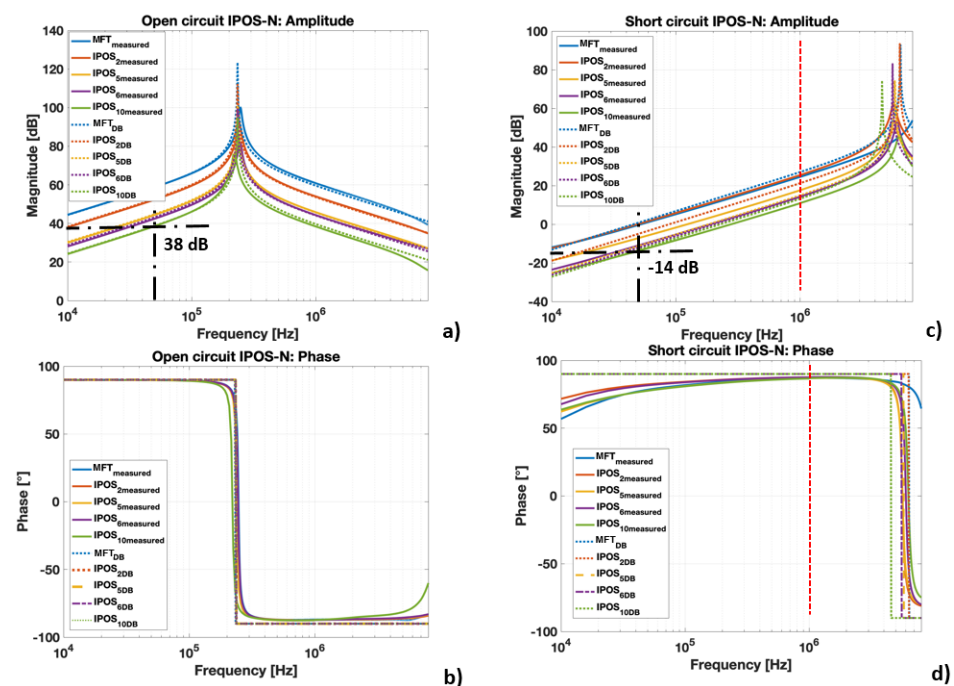 Open circuit IPOS-N: Amplitude
Magnitude [dB]
140
120
100
80
60
40
20
0
MFTmeasured
IPOS2measured
IPOS5measured
IPOS6measured
IPOS10measured
MFTDB
IPOS2DB
IPOS5DB
IPOS6DB
IPOS10DB
38 dB
10^4
10^5
10^6
Frequency [Hz]
a)
Short circuit IPOS-N: Amplitude
Magnitude [dB]
100
80
60
40
20
0
-20
-40
MFTmeasured
IPOS2measured
IPOS5measured
IPOS6measured
IPOS10measured
MFTDB
IPOS2DB
IPOS5DB
IPOS6DB
IPOS10DB
-14 dB
10^4
10^5
10^6
Frequency [Hz]
c)
Open circuit IPOS-N: Phase
Phase [°]
100
50
0
-50
-100
MFTmeasured
IPOS2measured
IPOS5measured
IPOS6measured
IPOS10measured
MFTDB
IPOS2DB
IPOS5DB
IPOS6DB
IPOS10DB
10^4
10^5
10^6
Frequency [Hz]
b)
Short circuit IPOS-N: Phase
Phase [°]
100
50
0
-50
-100
MFTmeasured
IPOS2measured
IPOS5measured
IPOS6measured
IPOS10measured
MFTDB
IPOS2DB
IPOS5DB
IPOS6DB
IPOS10DB
10^4
10^5
10^6
Frequency [Hz]
d)